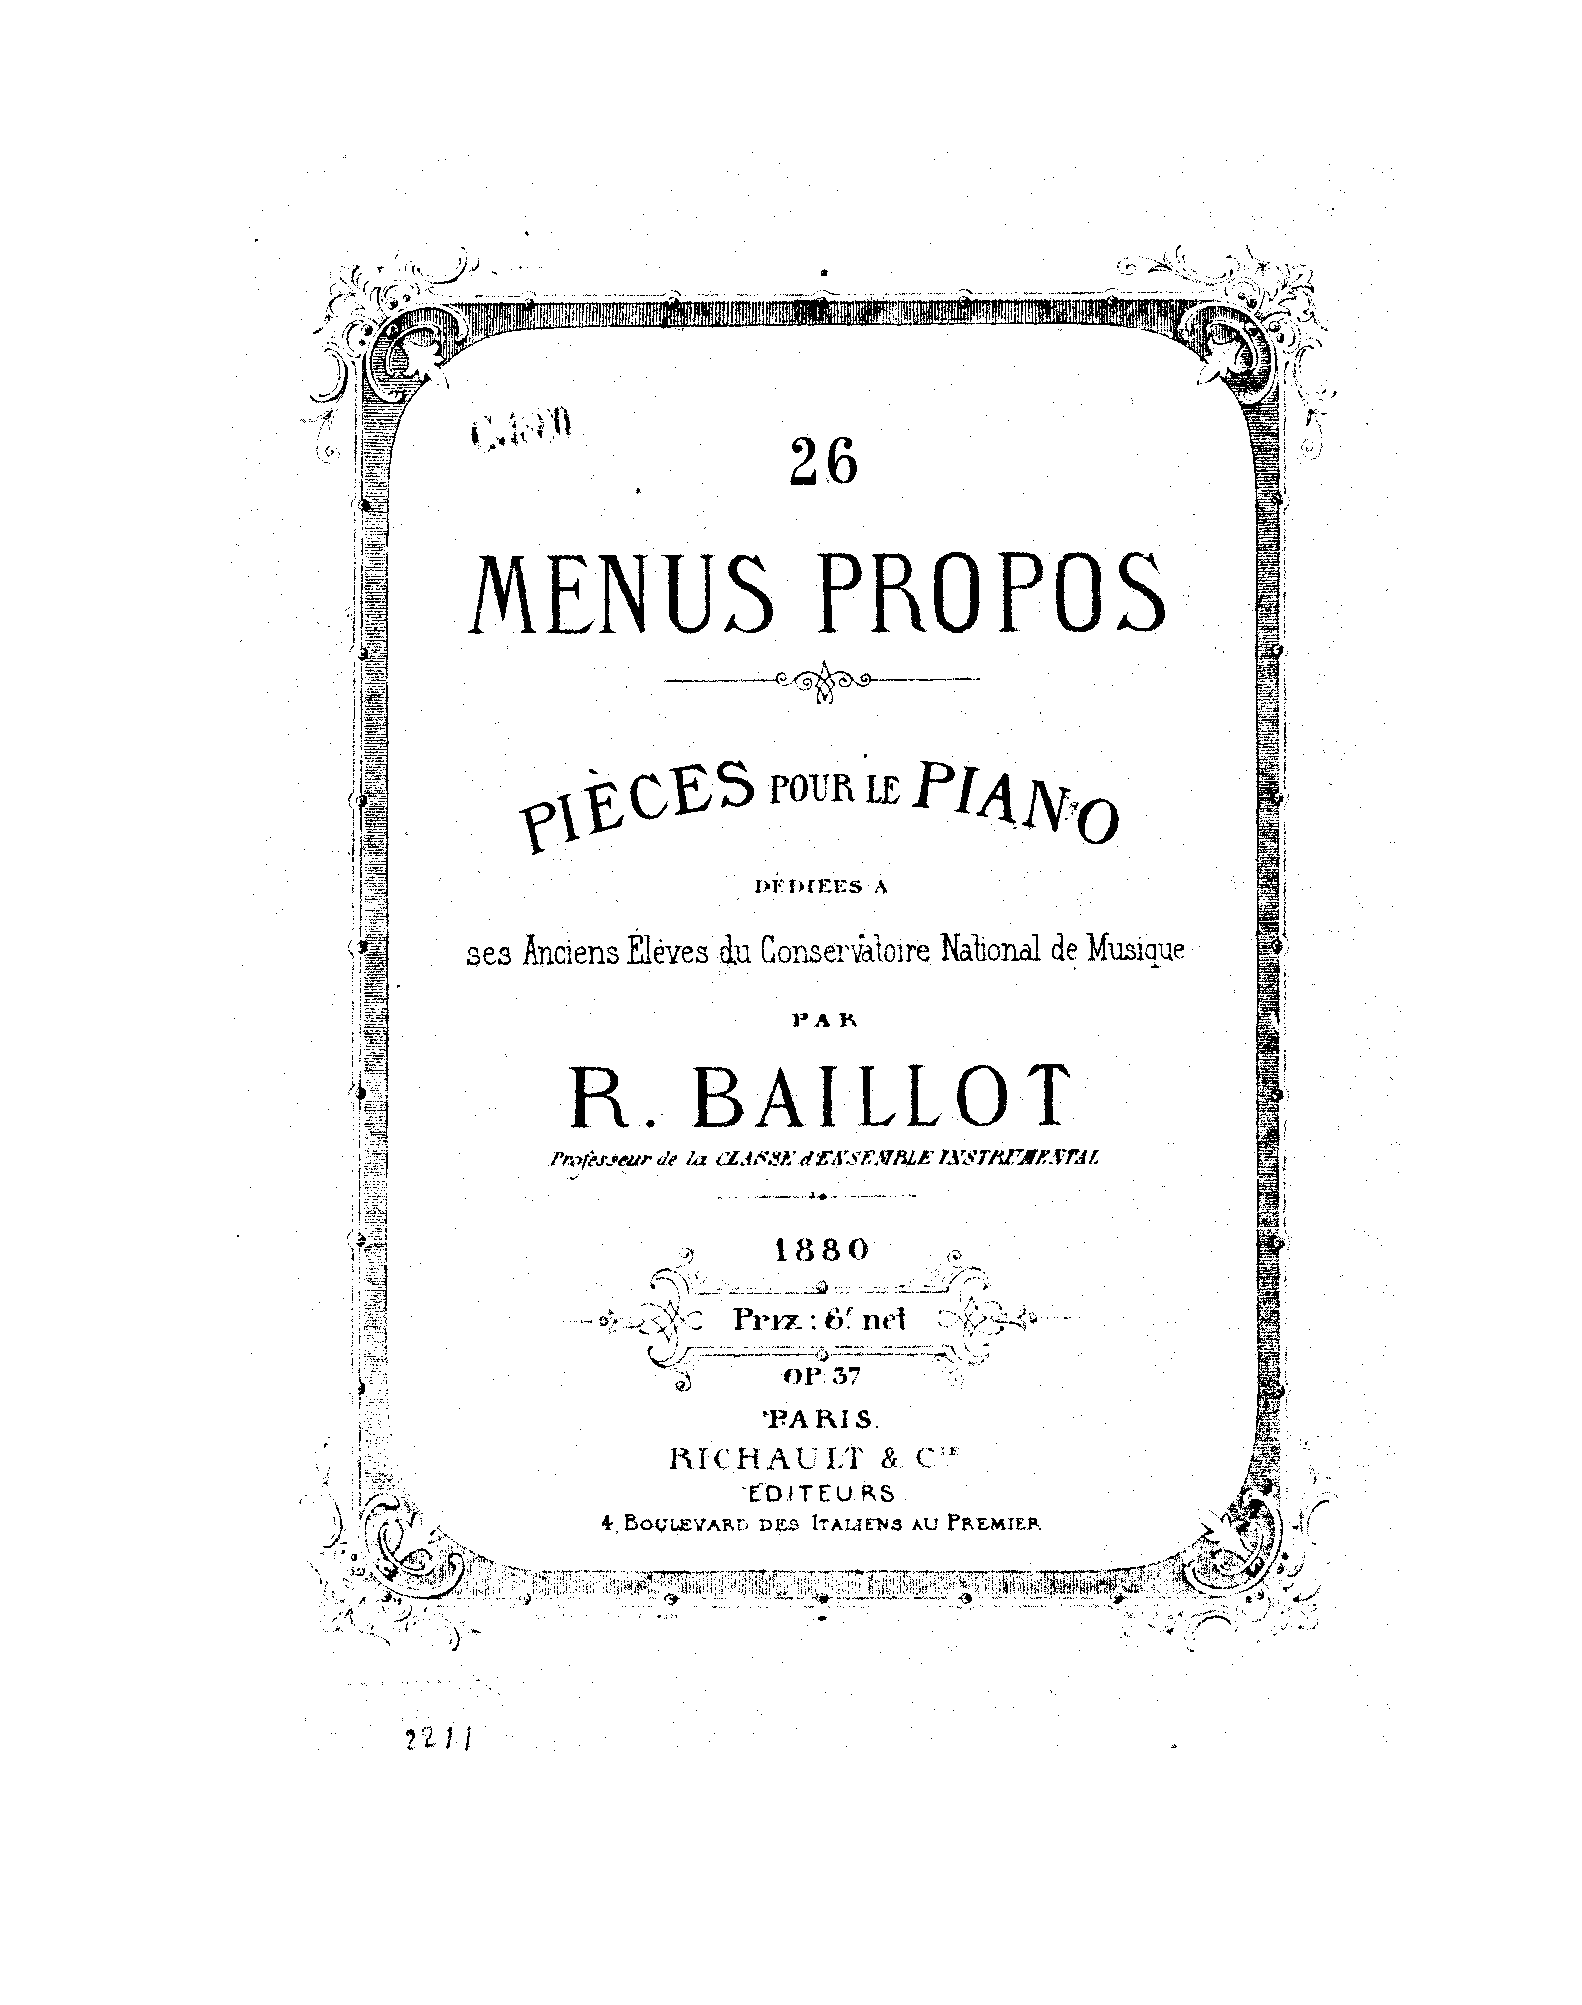 26
MENUS PROPOS
PIÈCES POUR LE PIANO
DÉDIÉES A
ses Anciens Élèves du Conservatoire National de Musique
PAR
R. BAILLOT
Professeur de la CLASSE d'ENSEMBLE INSTRUMENTAL
1880
Prix : 6f. net
OP. 37
PARIS.
RICHAULT & CIE
EDITEURS
4, BOULEVARD DES ITALIENS AU PREMIER
2211